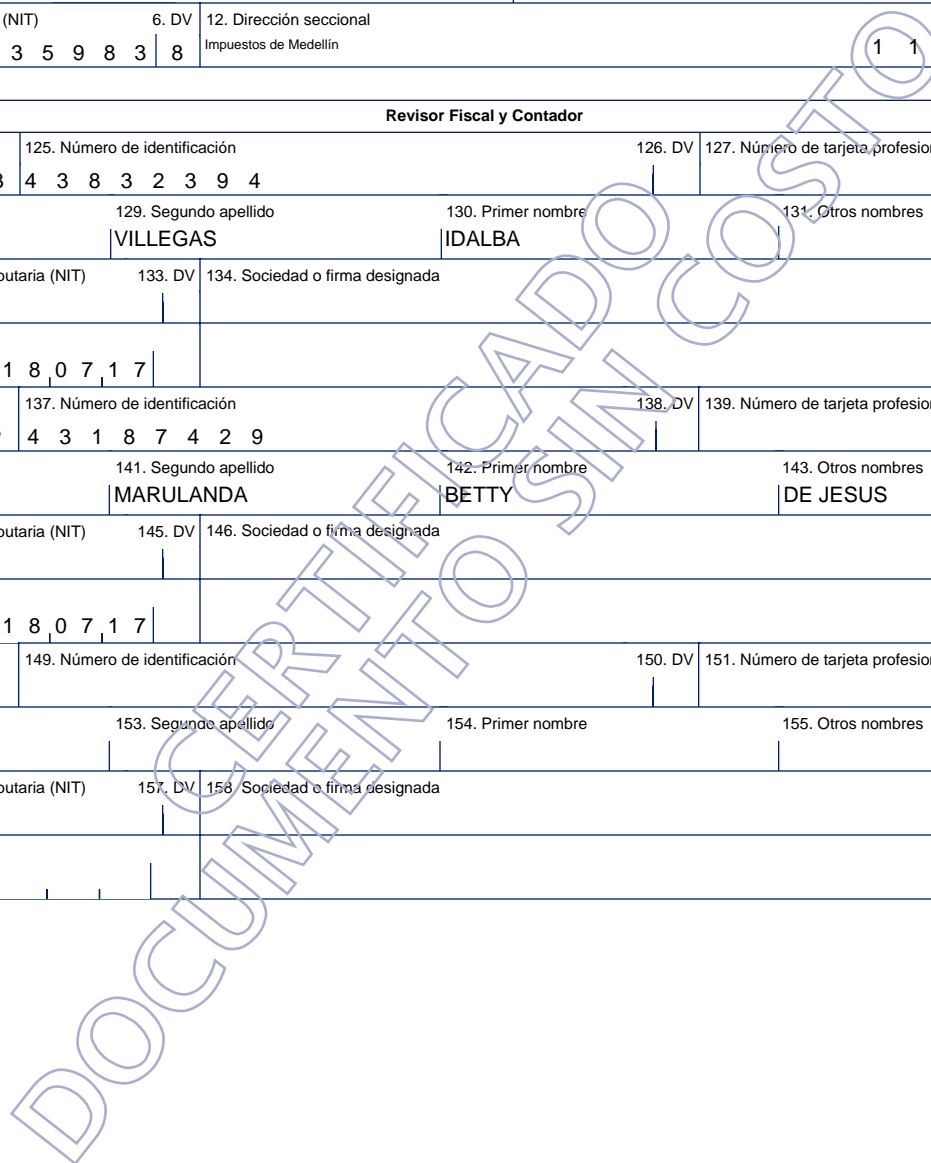 (NIT) 6. DV 12. Dirección seccional
3 5 9 8 3 8 Impuestos de Medellín 1 1
Revisor Fiscal y Contador
125. Número de identificación 126. DV 127. Número de tarjeta profesio
4 3 8 3 2 3 9 4
129. Segundo apellido 130. Primer nombre 131. Otros nombres
VILLEGAS IDALBA
butaria (NIT) 133. DV 134. Sociedad o firma designada
1 8 0 7 1 7
137. Número de identificación 138. DV 139. Número de tarjeta profesio
4 3 1 8 7 4 2 9
141. Segundo apellido 142. Primer nombre 143. Otros nombres
MARULANDA BETTY DE JESUS
butaria (NIT) 145. DV 146. Sociedad o firma designada
1 8 0 7 1 7
149. Número de identificación 150. DV 151. Número de tarjeta profesio
153. Segundo apellido 154. Primer nombre 155. Otros nombres
butaria (NIT) 157. DV 158. Sociedad o firma designada
CERTIFICADO
DOCUMENTO SIN COSTO